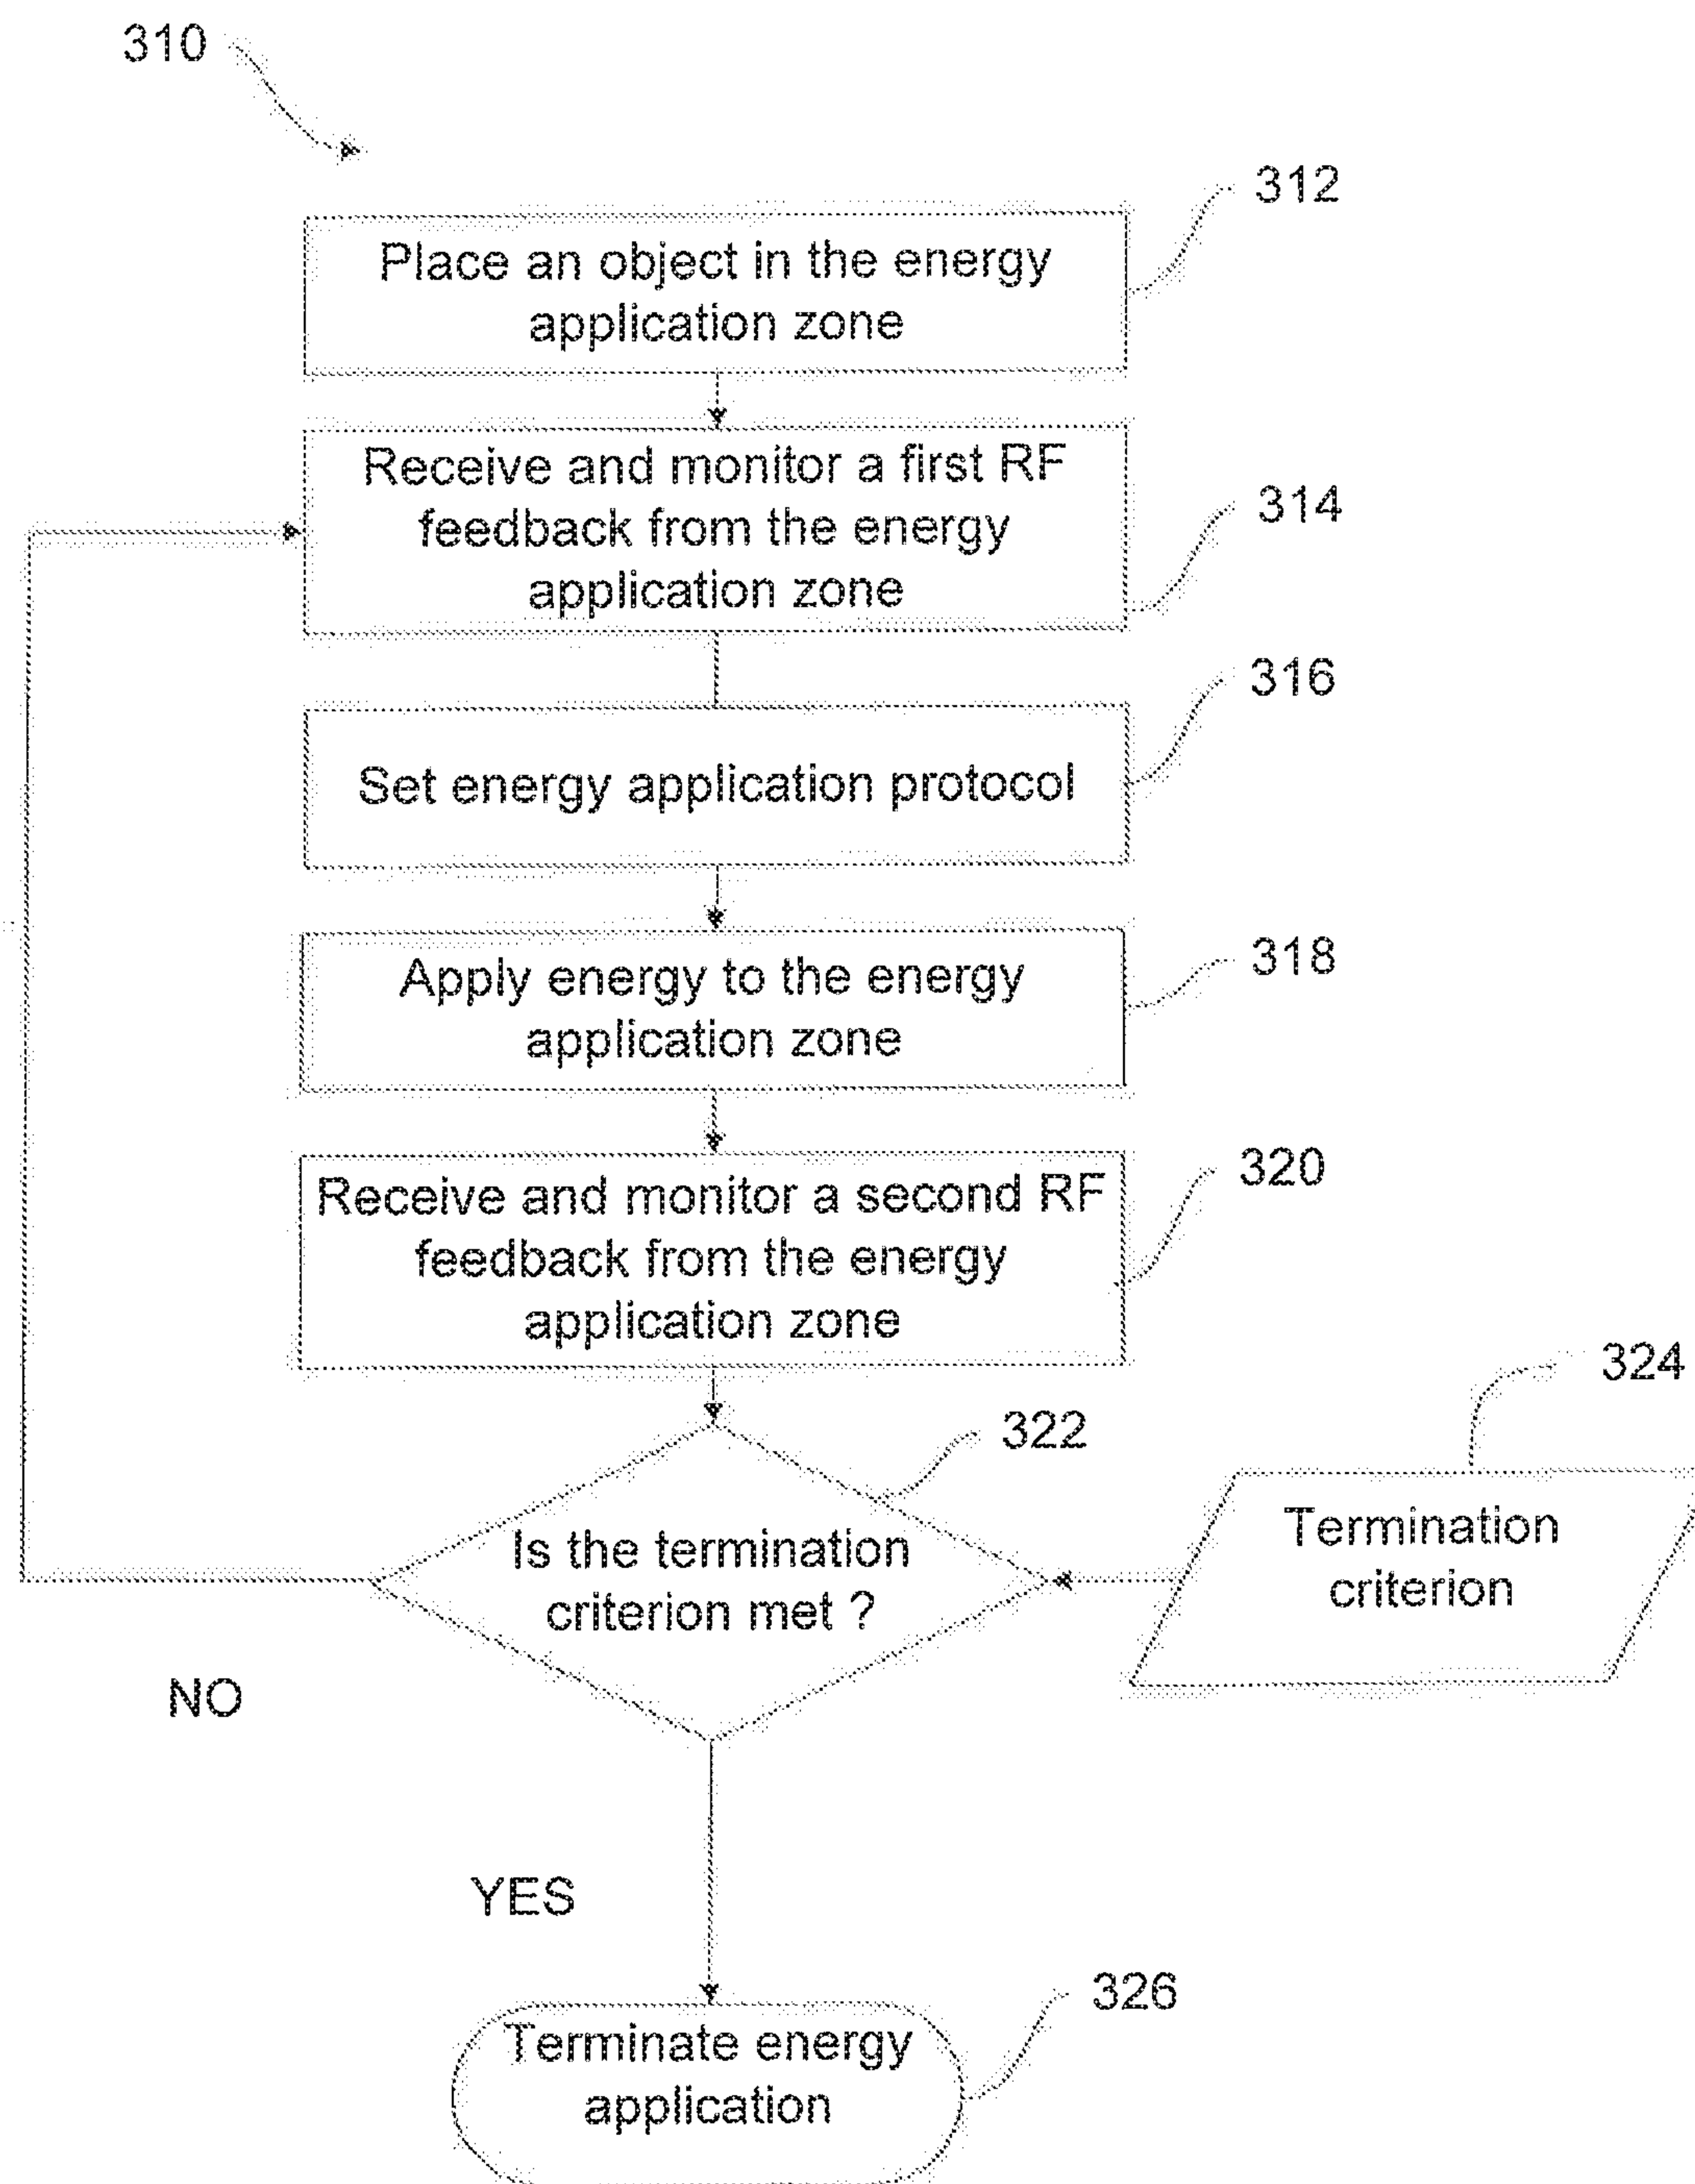 310
312
Place an object in the energy
application zone
Receive and monitor a first RF
feedback from the energy
application zone
314
316
Set energy application protocol
318
Apply energy to the energy
application zone
320
Receive and monitor a second RF
feedback from the energy
application zone
324
322
Termination
criterion
Is the termination
criterion met ?
NO
YES
326
Terminate energy
application